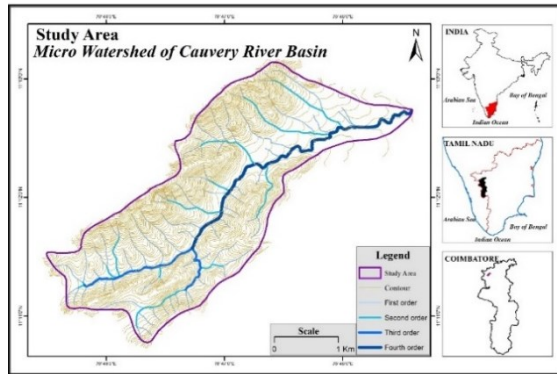 Study Area
Micro Watershed of Cauvery River Basin
N
Legend
Study Area
Contour
First order
Second order
Third order
Fourth order
Scale
0 1 Km
INDIA
Arabian Sea
Bay of Bengal
Indian Ocean
TAMIL NADU
Arabian Sea
Bay of Bengal
Indian Ocean
COIMBATORE